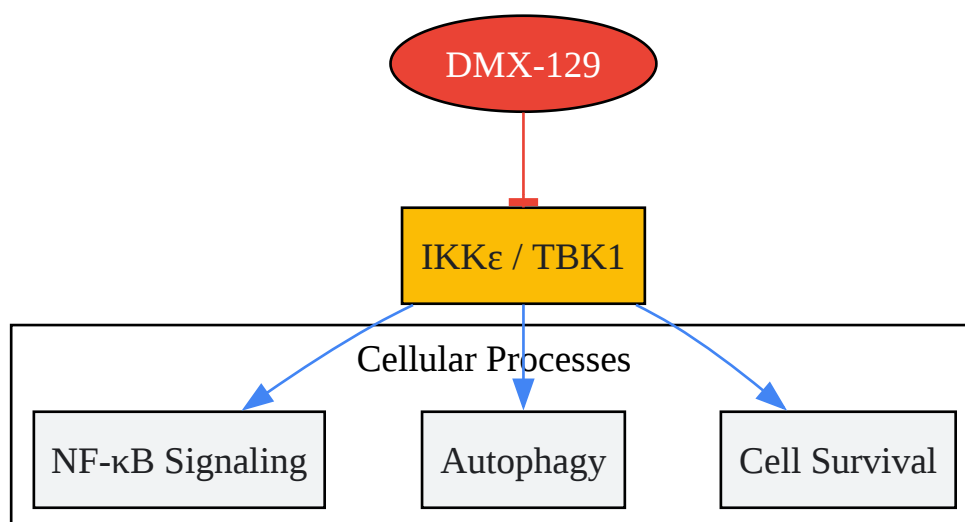 DMX-129
IKKε / TBK1
Cellular Processes
NF-κB Signaling
Autophagy
Cell Survival